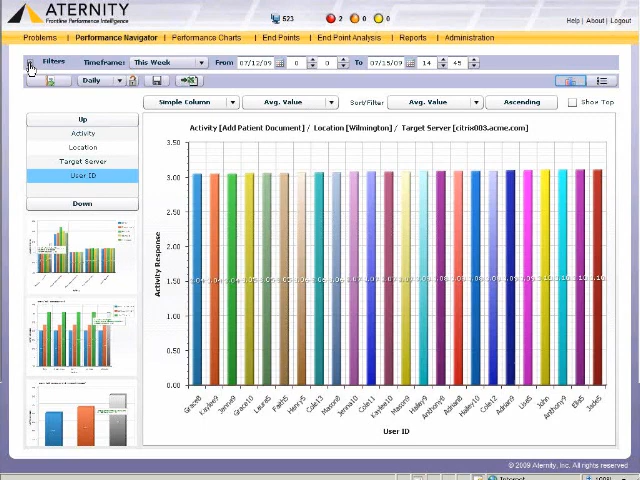 ATERNITY
Frontline Performance Intelligence
523
2
0
0
Help | About | Logout
Problems
Performance Navigator
Performance Charts
End Points
End Point Analysis
Reports
Administration
Filters
Timeframe:
This Week
From
07/12/09
0
0
To
07/15/09
14
45
Daily
Simple Column
Avg. Value
Sort/Filter
Avg. Value
Ascending
Show Top
Up
Activity
Location
Target Server
User ID
Down
Activity [Add Patient Document] / Location [Wilmington] / Target Server [citrix003.acme.com]
Activity Response
3.50
3.00
2.50
2.00
1.50
1.00
0.50
0.00
Grace8
Kaylee9
Jenna9
Grace10
Laura5
Faith5
Henry5
Cole13
Mason8
Jenna10
Cole11
Kaylee10
Mason9
Hailey9
Anthony8
Adrian8
Hailey10
Cole12
Adrian9
Lisa5
John
Anthony9
Ella5
Jade5
User ID
© 2009 Aternity, Inc. All rights reserved
Internet
100%